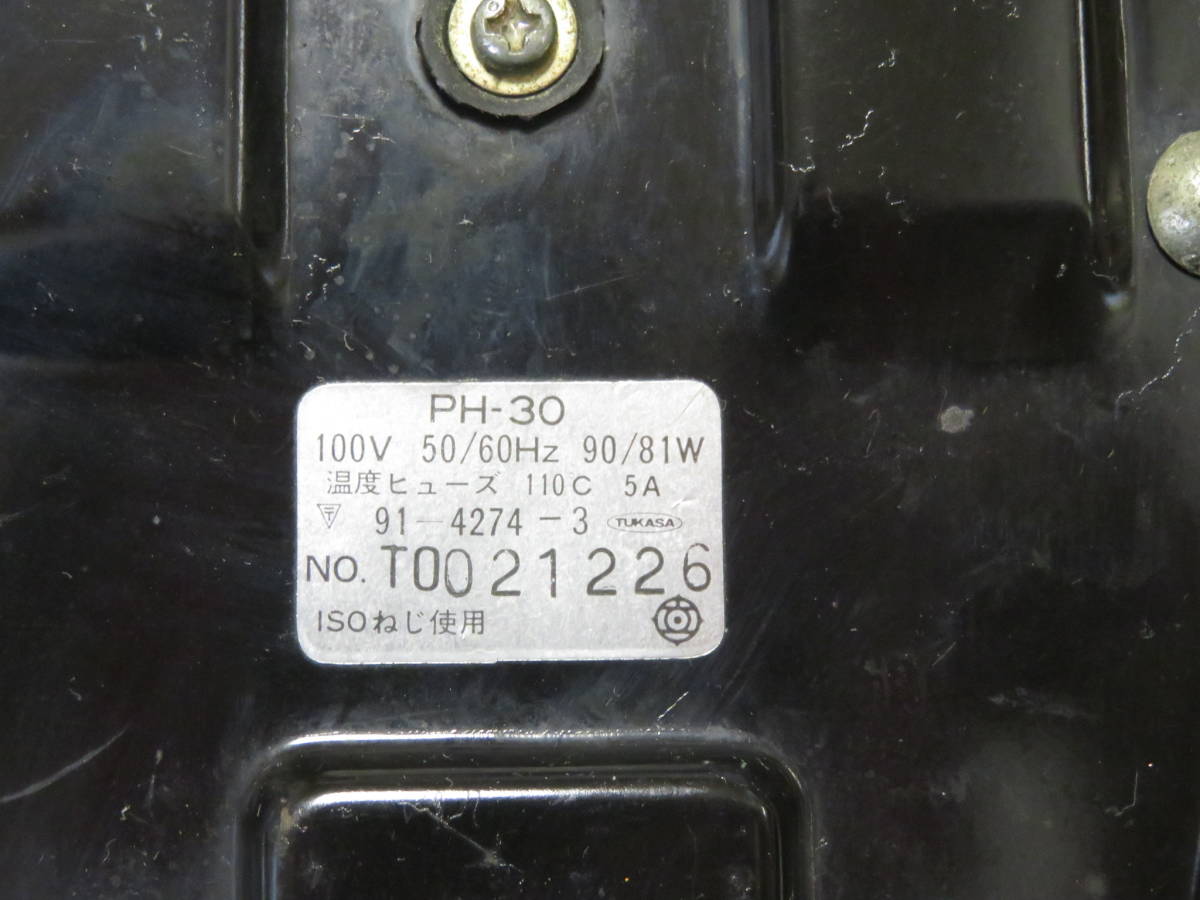 PH-30
100V 50/60Hz 90/81W
温度ヒューズ 110C 5A
〒 91-4274-3 TUKASA
NO. T0021226
ISOねじ使用